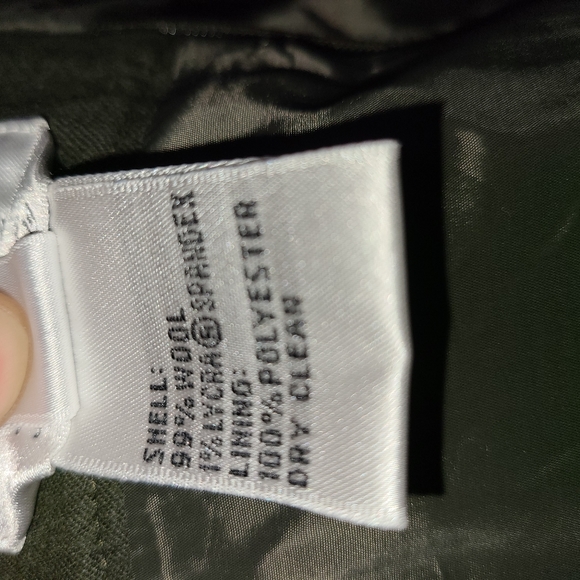 SHELL:
99% WOOL
1% LYCRA® SPANDEX
LINING:
100% POLYESTER
DRY CLEAN